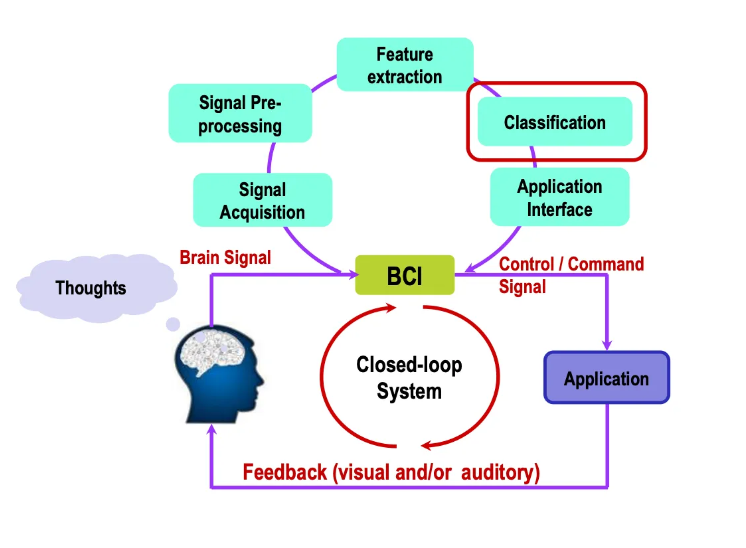 Feature
extraction
Signal Pre-
processing
Classification
Signal
Acquisition
Application
Interface
Brain Signal
BCI
Control / Command
Signal
Thoughts
Closed-loop
System
Application
Feedback (visual and/or auditory)